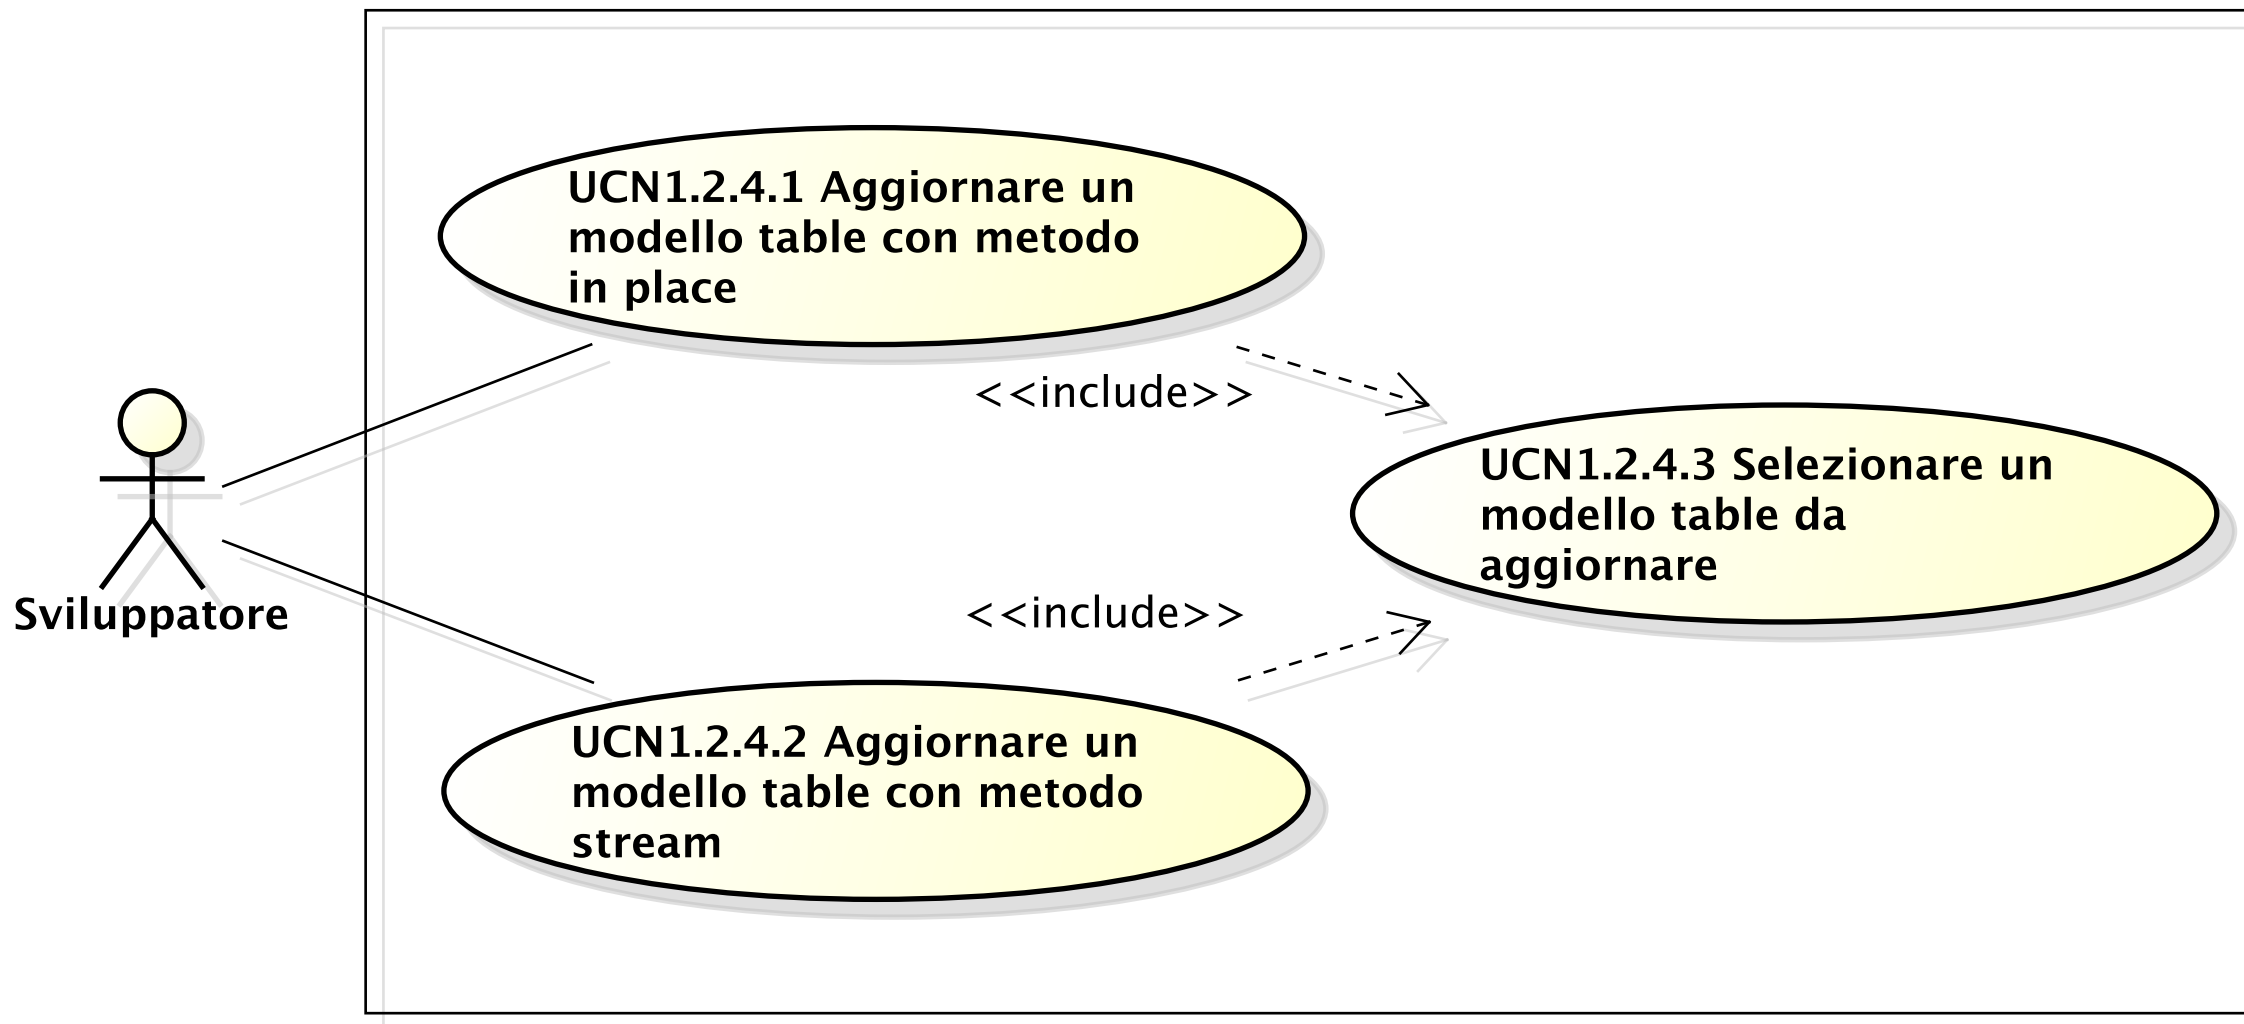 UCN1.2.4.1 Aggiornare un
modello table con metodo
in place
<<include>>
UCN1.2.4.3 Selezionare un
modello table da
aggiornare
Sviluppatore
<<include>>
UCN1.2.4.2 Aggiornare un
modello table con metodo
stream